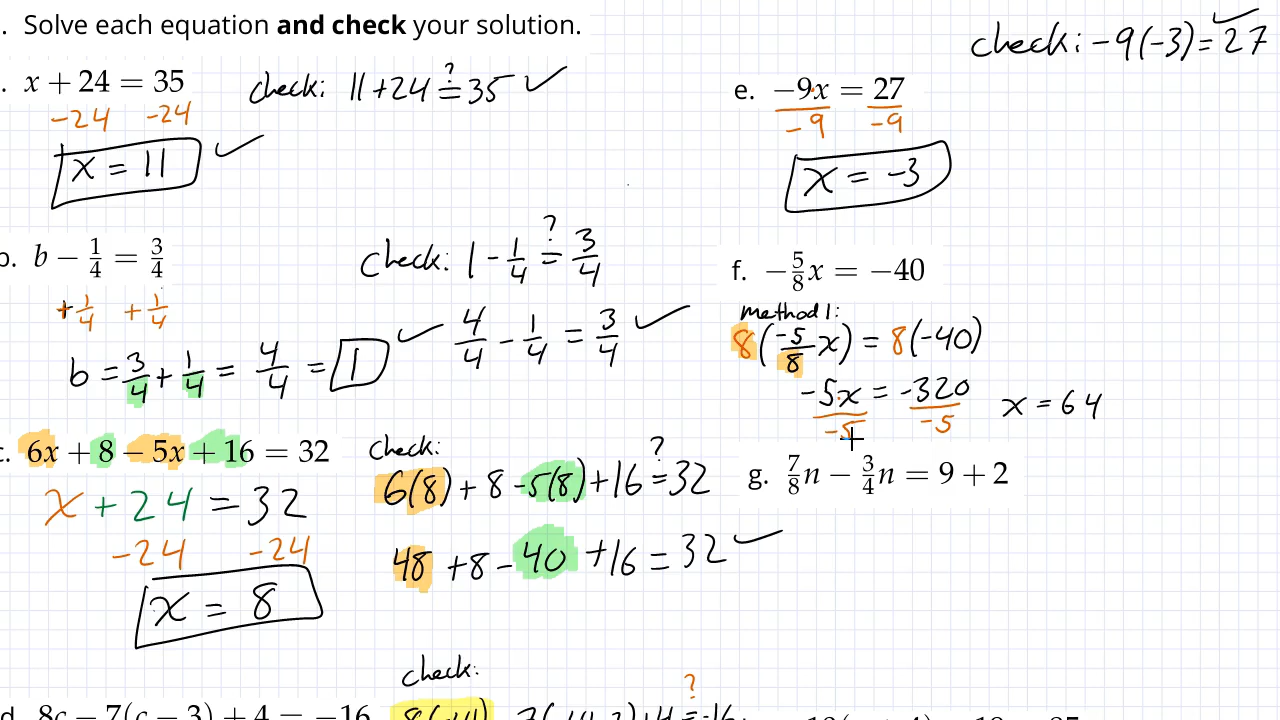 . Solve each equation and check your solution.
. x + 24 = 35
check: 11 + 24 ≟ 35 ✓
-24 -24
x = 11 ✓
b. b − 1/4 = 3/4
check: 1 - 1/4 ≟ 3/4
+1/4 +1/4
4/4 - 1/4 = 3/4 ✓
b = 3/4 + 1/4 = 4/4 = 1 ✓
c. 6x + 8 − 5x + 16 = 32
check:
6(8) + 8 - 5(8) + 16 ≟ 32
x + 24 = 32
-24 -24
48 + 8 - 40 + 16 = 32 ✓
x = 8
check:
d. 8c − 7(c − 3) + 4 = −16
check: -9(-3) = 27 ✓
e. −9x = 27
-9 -9
x = -3
f. −5/8 x = −40
method 1:
8(-5/8 x) = 8(-40)
-5x = -320
-5 -5
x = 64
g. 7/8 n − 3/4 n = 9 + 2